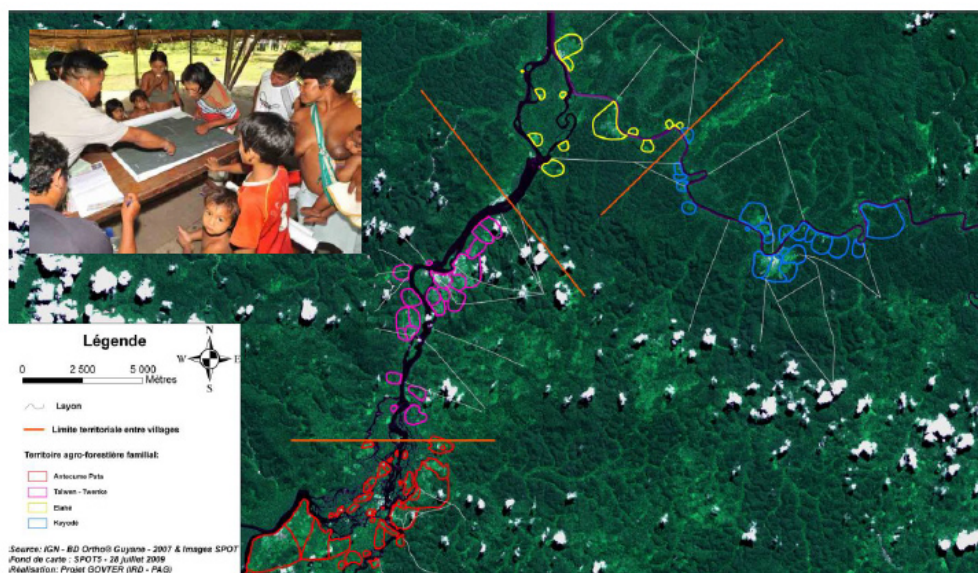 Légende
N
W E
S
0 2 500 5 000
Mètres
Layon
Limite territoriale entre villages
Territoire agro-forestière familial:
Antecume Pata
Talwen - Twenke
Elahé
Kayodé
Source: IGN - BD Ortho® Guyane - 2007 & Images SPOT
Fond de carte : SPOT5 - 28 juillet 2009
Réalisation: Projet GOVTER (IRD - PAG)